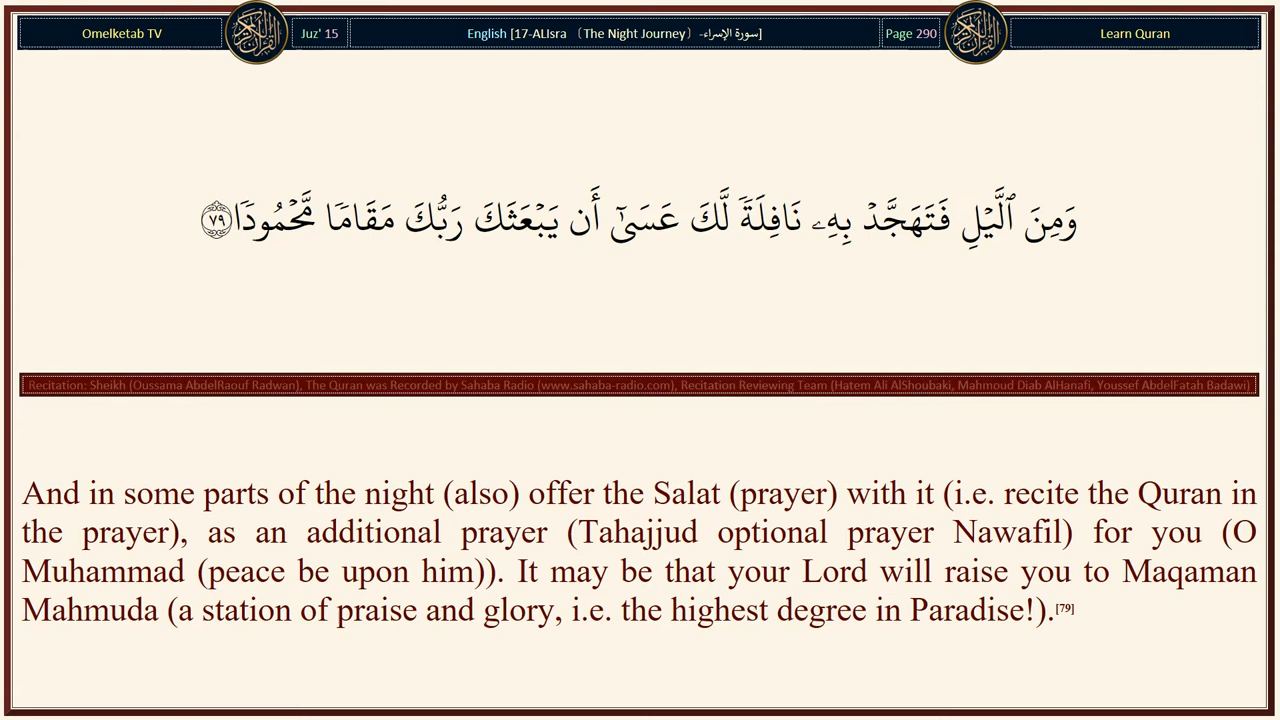 Omelketab TV
Juz' 15
English [17-ALIsra 〔The Night Journey〕 -سورة الإسراء]
Page 290
Learn Quran
وَمِنَ ٱلَّيۡلِ فَتَهَجَّدۡ بِهِۦ نَافِلَةٗ لَّكَ عَسَىٰٓ أَن يَبۡعَثَكَ رَبُّكَ مَقَامٗا مَّحۡمُودٗا ٧٩
Recitation: Sheikh (Oussama AbdelRaouf Radwan), The Quran was Recorded by Sahaba Radio (www.sahaba-radio.com), Recitation Reviewing Team (Hatem Ali AlShoubaki, Mahmoud Diab AlHanafi, Youssef AbdelFatah Badawi)
And in some parts of the night (also) offer the Salat (prayer) with it (i.e. recite the Quran in
the prayer), as an additional prayer (Tahajjud optional prayer Nawafil) for you (O
Muhammad (peace be upon him)). It may be that your Lord will raise you to Maqaman
Mahmuda (a station of praise and glory, i.e. the highest degree in Paradise!).[79]